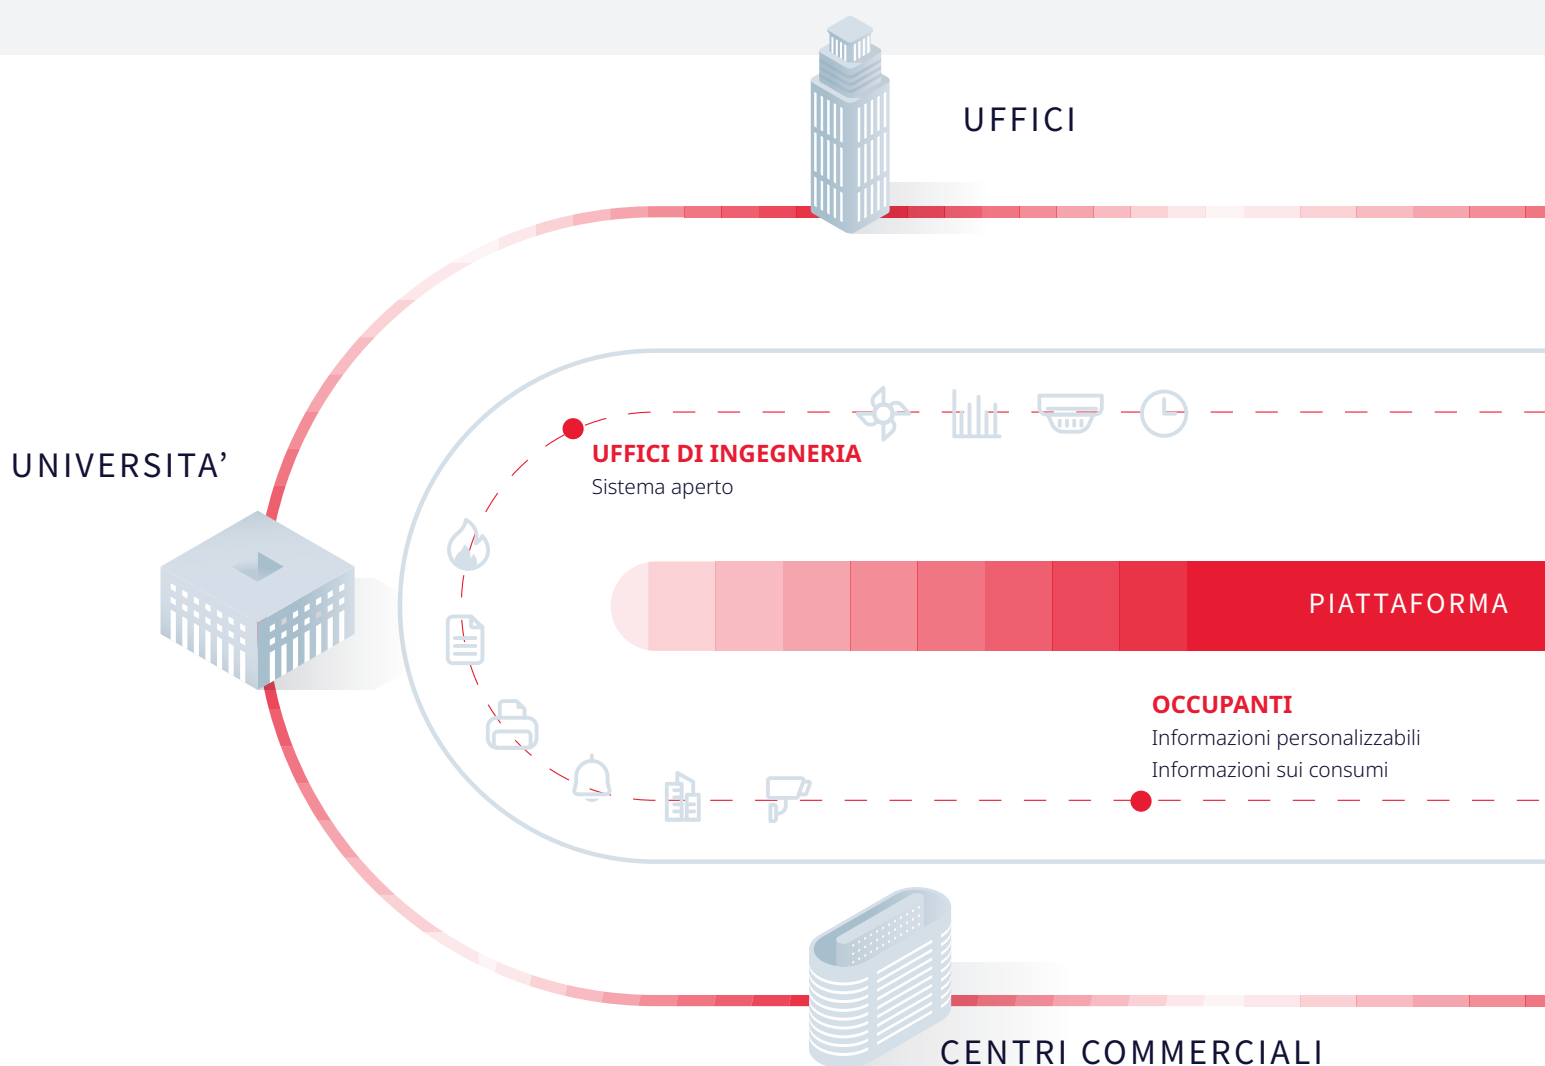 UFFICI
UNIVERSITA’
UFFICI DI INGEGNERIA
Sistema aperto
PIATTAFORMA
OCCUPANTI
Informazioni personalizzabili
Informazioni sui consumi
CENTRI COMMERCIALI